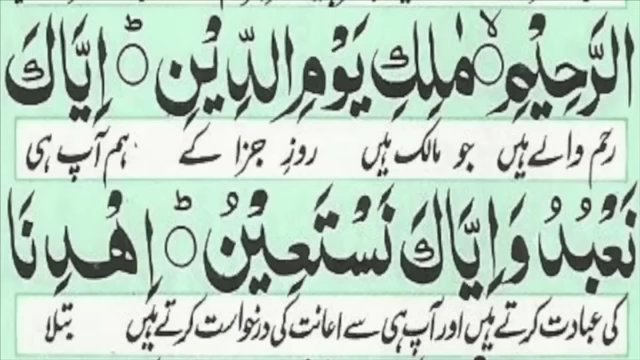 الرَّحِيْمِۙ مٰلِكِ يَوْمِ الدِّيْنِؕ اِيَّاكَ
رحم والے ہیں جو مالک ہیں روزِ جزا کے ہم آپ ہی
نَعْبُدُ وَاِيَّاكَ نَسْتَعِيْنُؕ اِهْدِنَا
کی عبادت کرتے ہیں اور آپ ہی سے اعانت کی درخواست کرتے ہیں بتلا